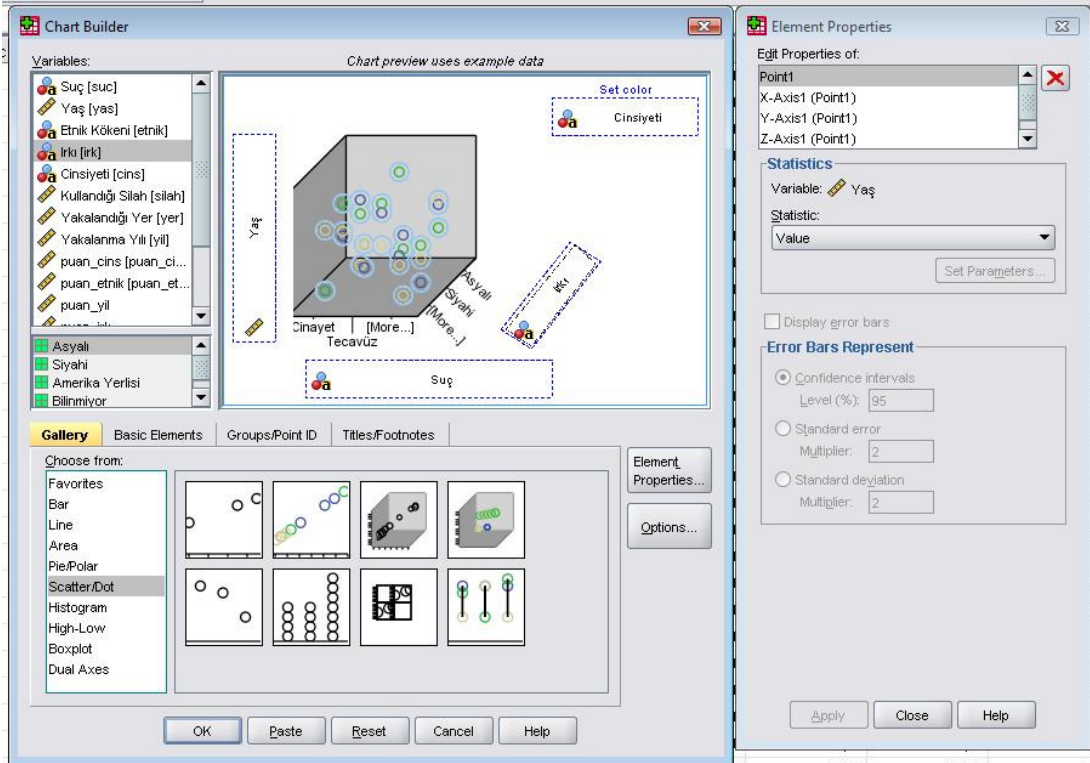 Chart Builder
Variables:
Chart preview uses example data
Suç [suc]
Yaş [yas]
Etnik Kökeni [etnik]
Irkı [irk]
Cinsiyeti [cins]
Kullandığı Silah [silah]
Yakalandığı Yer [yer]
Yakalanma Yılı [yil]
puan_cins [puan_ci...
puan_etnik [puan_et...
puan_yil
Asyalı
Siyahi
Amerika Yerlisi
Bilinmiyor
Set color
Cinsiyeti
Yaş
Asyalı
Siyahi
[More...]
Irkı
Cinayet
[More...]
Tecavüz
Suç
Gallery
Basic Elements
Groups/Point ID
Titles/Footnotes
Choose from:
Favorites
Bar
Line
Area
Pie/Polar
Scatter/Dot
Histogram
High-Low
Boxplot
Dual Axes
Element
Properties...
Options...
OK
Paste
Reset
Cancel
Help
Element Properties
Edit Properties of:
Point1
X-Axis1 (Point1)
Y-Axis1 (Point1)
Z-Axis1 (Point1)
Statistics
Variable: Yaş
Statistic:
Value
Set Parameters...
Display error bars
Error Bars Represent
Confidence intervals
Level (%): 95
Standard error
Multiplier: 2
Standard deviation
Multiplier: 2
Apply
Close
Help